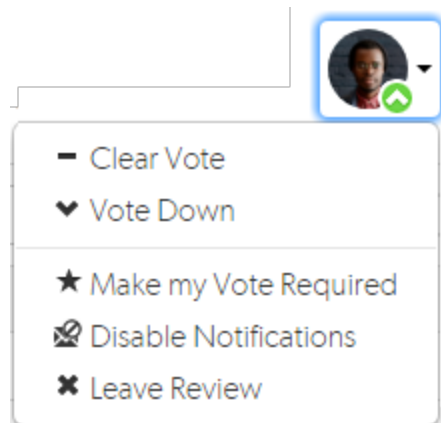 Clear Vote
Vote Down
Make my Vote Required
Disable Notifications
Leave Review